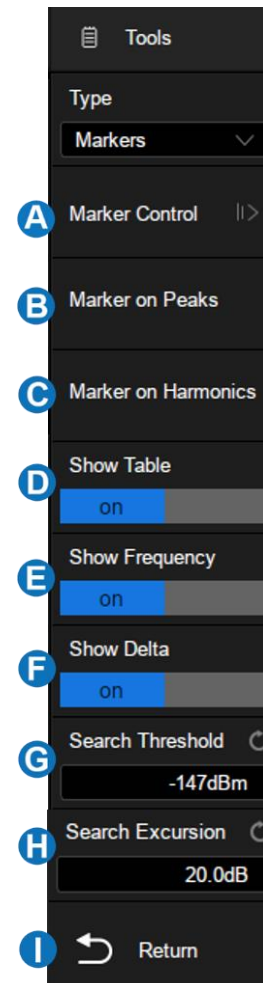 Tools
Type
Markers
A Marker Control
B Marker on Peaks
C Marker on Harmonics
D Show Table
on
E Show Frequency
on
F Show Delta
on
G Search Threshold
-147dBm
H Search Excursion
20.0dB
I Return